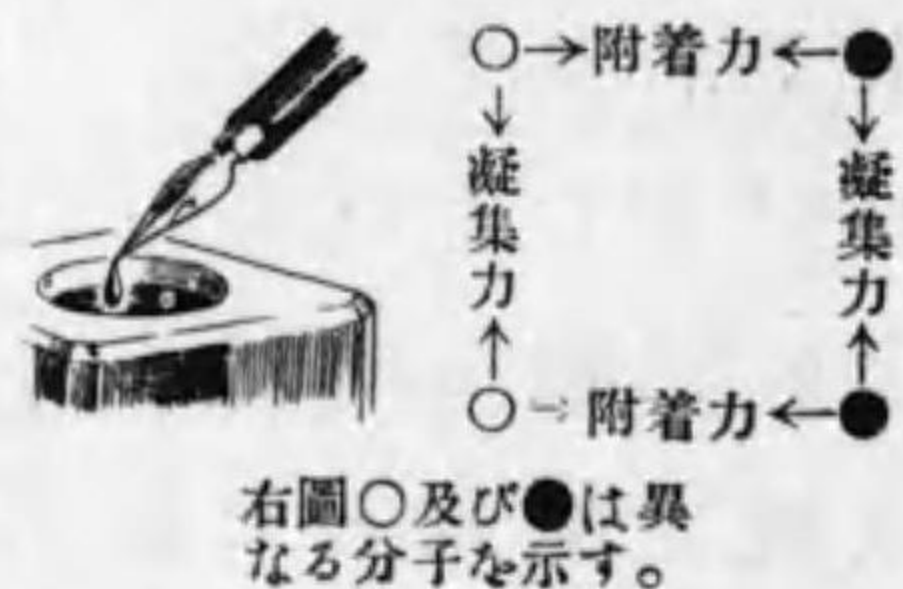 ○→附着力←●
↓凝集力↑
↓凝集力↑
○→附着力←●
右圖○及び●は異
なる分子を示す。